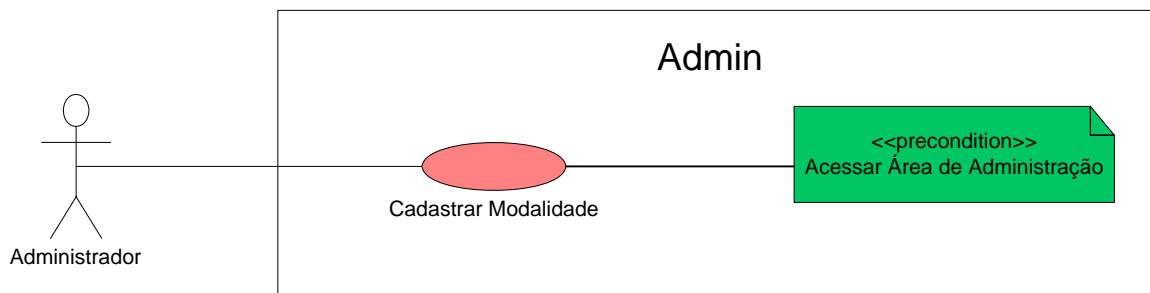 Admin
<<precondition>>
Acessar Área de Administração
Cadastrar Modalidade
Administrador